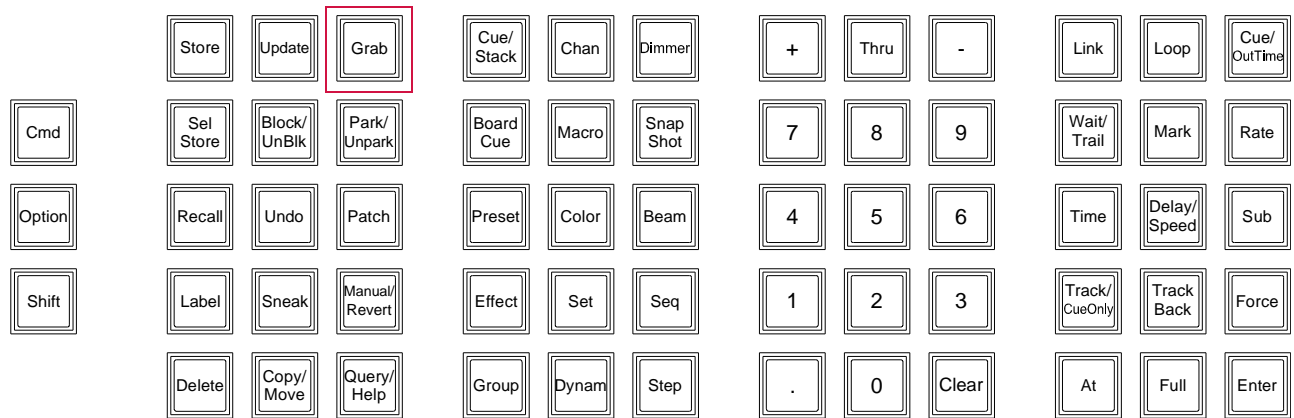 Store Update Grab Cue/ Stack Chan Dimmer + Thru - Link Loop Cue/ OutTime
Cmd Sel Store Block/ UnBlk Park/ Unpark Board Cue Macro Snap Shot 7 8 9 Wait/ Trail Mark Rate
Option Recall Undo Patch Preset Color Beam 4 5 6 Time Delay/ Speed Sub
Shift Label Sneak Manual/ Revert Effect Set Seq 1 2 3 Track/ CueOnly Track Back Force
Delete Copy/ Move Query/ Help Group Dynam Step . 0 Clear At Full Enter